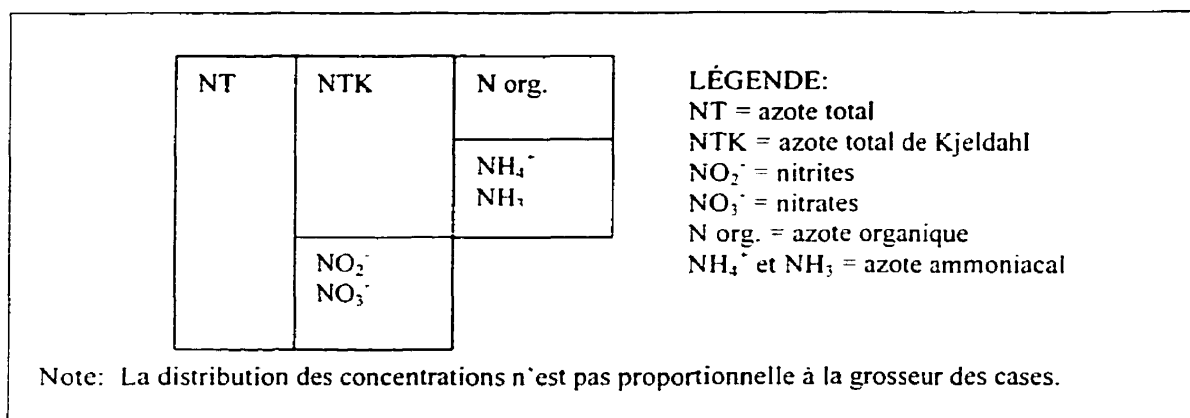 NT
NTK
N org.
NH₄⁺
NH₃
NO₂⁻
NO₃⁻
LÉGENDE:
NT = azote total
NTK = azote total de Kjeldahl
NO₂⁻ = nitrites
NO₃⁻ = nitrates
N org. = azote organique
NH₄⁺ et NH₃ = azote ammoniacal
Note: La distribution des concentrations n'est pas proportionnelle à la grosseur des cases.